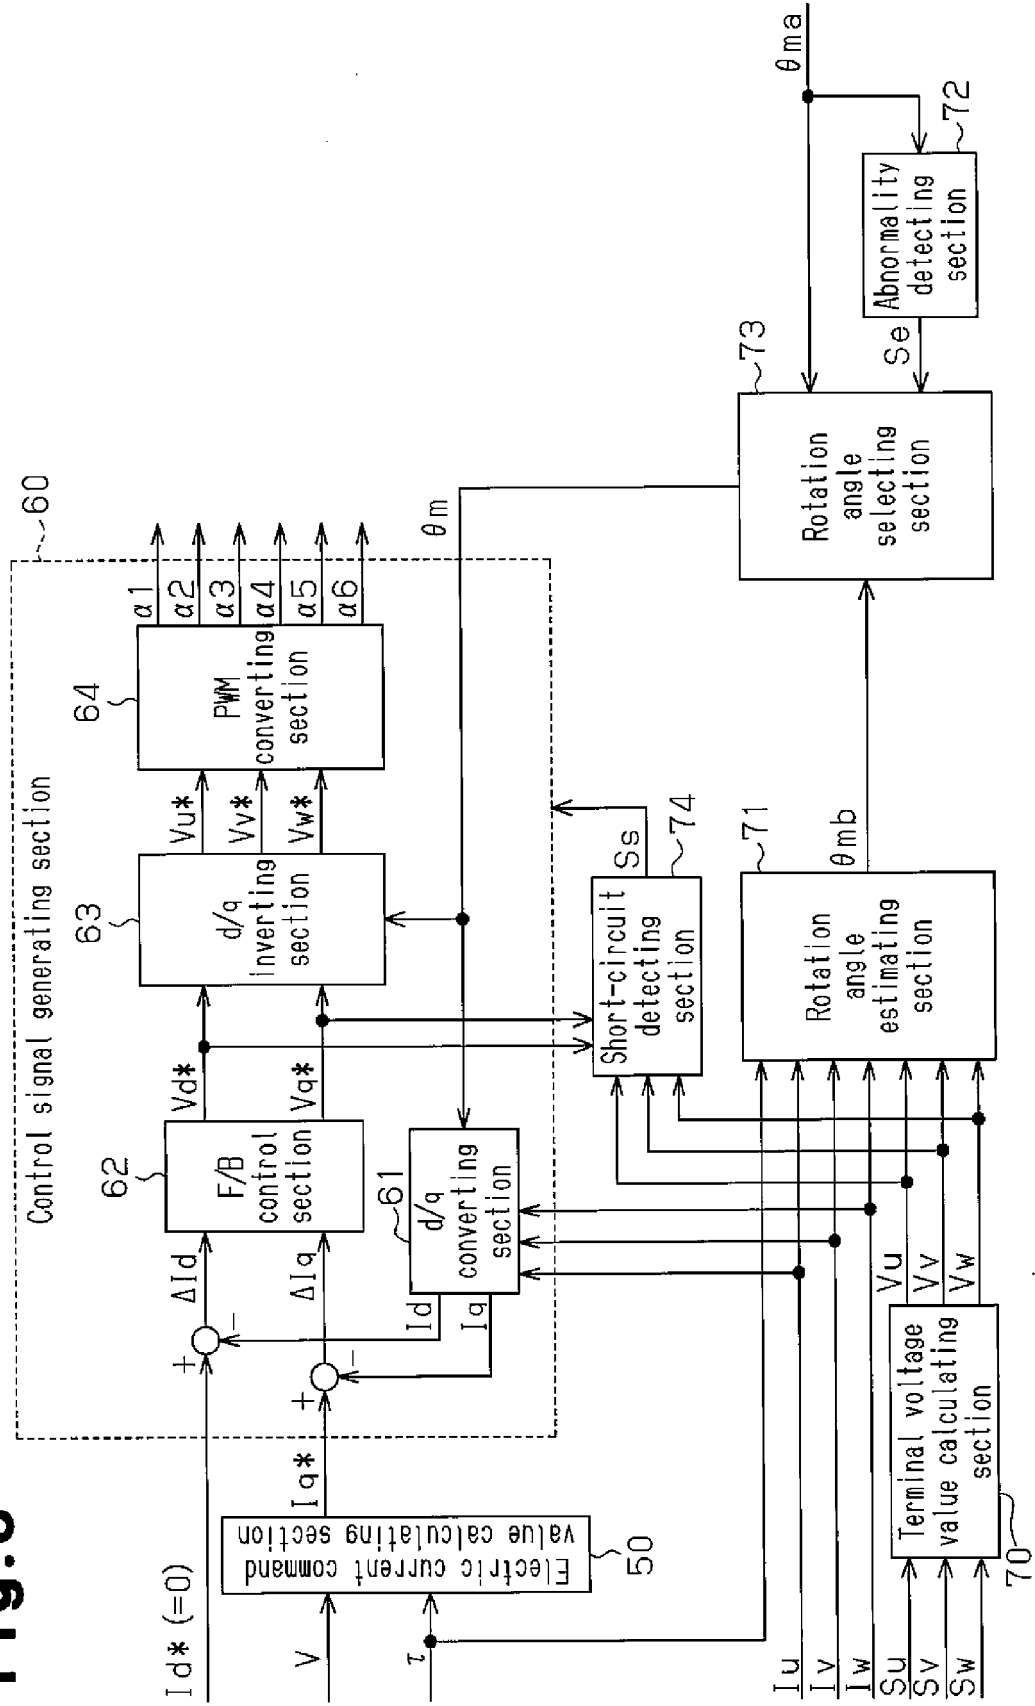 Control signal generating section
60
Id* (=0)
+
-
ΔId
62
F/B
control
section
Vd*
Vq*
63
d/q
inverting
section
Vu*
Vv*
Vw*
64
PWM
converting
section
α1
α2
α3
α4
α5
α6
V
τ
Electric current command
value calculating section
50
Iq*
+
-
ΔIq
Id
Iq
61
d/q
converting
section
θm
Short-circuit
detecting
section
74
Ss
Iu
Iv
Iw
Su
Sv
Sw
Terminal voltage
value calculating
section
70
Vu
Vv
Vw
Rotation
angle
estimating
section
71
θmb
Rotation
angle
selecting
section
73
Se
Abnormality
detecting
section
72
θma